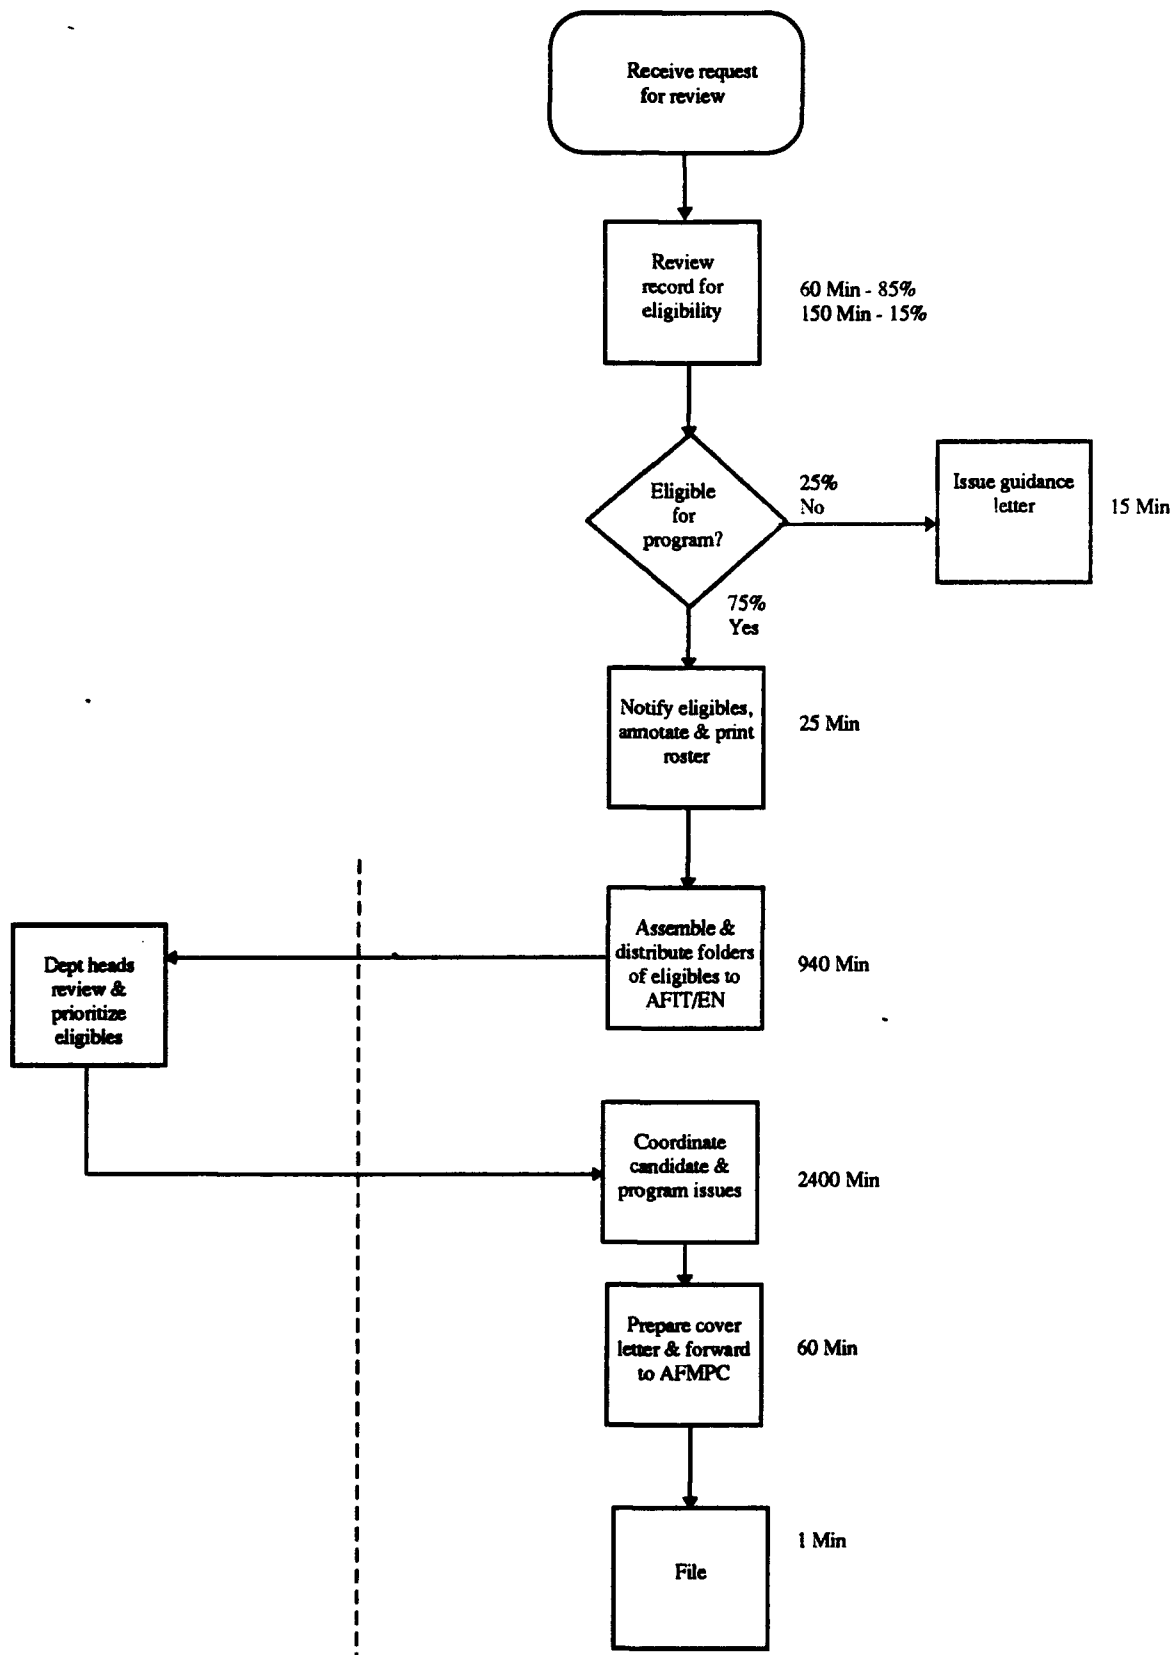 Receive request
for review
Review
record for
eligibility
60 Min - 85%
150 Min - 15%
Eligible
for
program?
25%
No
Issue guidance
letter
15 Min
75%
Yes
Notify eligibles,
annotate & print
roster
25 Min
Assemble &
distribute folders
of eligibles to
AFIT/EN
940 Min
Dept heads
review &
prioritize
eligibles
Coordinate
candidate &
program issues
2400 Min
Prepare cover
letter & forward
to AFMPC
60 Min
File
1 Min